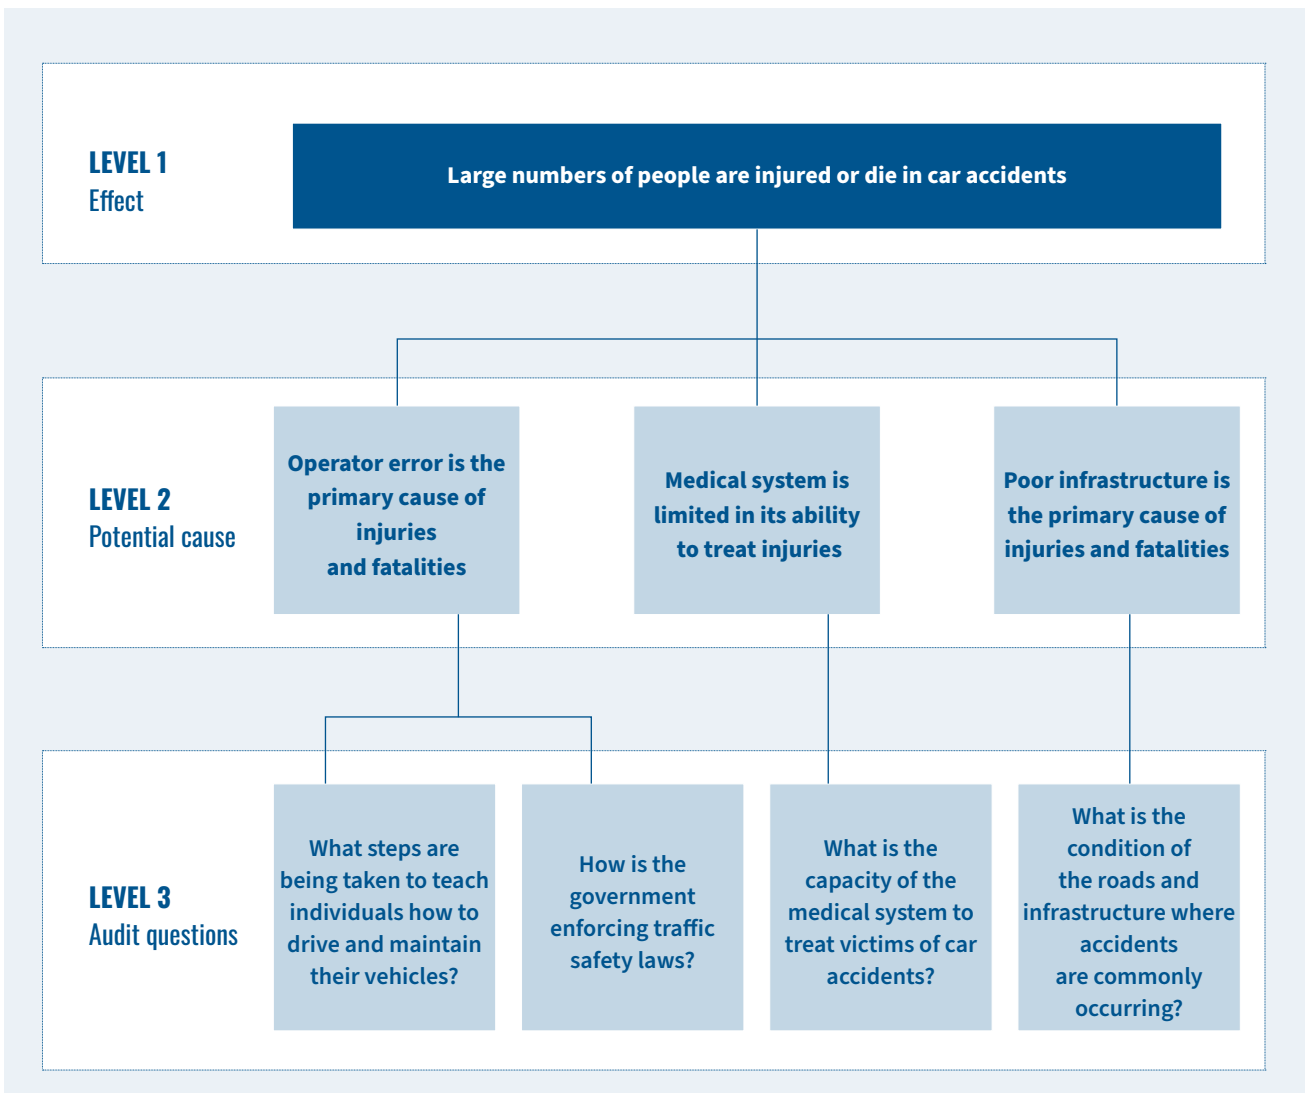 LEVEL 1
Effect
Large numbers of people are injured or die in car accidents
LEVEL 2
Potential cause
Operator error is the
primary cause of
injuries
and fatalities
Medical system is
limited in its ability
to treat injuries
Poor infrastructure is
the primary cause of
injuries and fatalities
LEVEL 3
Audit questions
What steps are
being taken to teach
individuals how to
drive and maintain
their vehicles?
How is the
government
enforcing traffic
safety laws?
What is the
capacity of the
medical system to
treat victims of car
accidents?
What is the
condition of
the roads and
infrastructure where
accidents
are commonly
occurring?